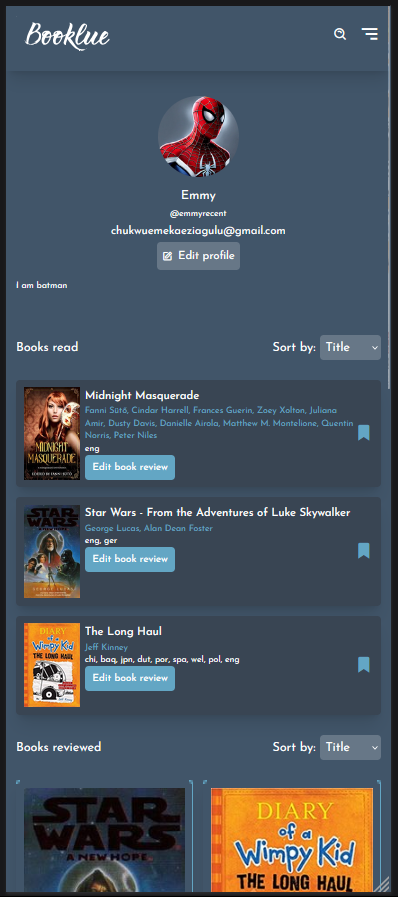 Booklue
Emmy
@emmyrecent
chukwuemekaeziagulu@gmail.com
Edit profile
I am batman
Books read
Sort by:
Title
MIDNIGHT
MASQUERADE
Midnight Masquerade
Fanni Sütő, Cindar Harrell, Frances Guerin, Zoey Xolton, Juliana
Amir, Dusty Davis, Danielle Airola, Matthew M. Montelione, Quentin
Norris, Peter Niles
eng
Edit book review
STAR
WARS
A NEW HOPE
Star Wars - From the Adventures of Luke Skywalker
George Lucas, Alan Dean Foster
eng, ger
Edit book review
DIARY
of a
Wimpy Kid
THE LONG HAUL
The Long Haul
Jeff Kinney
chi, baq, jpn, dut, por, spa, wel, pol, eng
Edit book review
Books reviewed
Sort by:
Title
STAR
WARS
A NEW HOPE
DIARY
of a
Wimpy Kid
THE LONG HAUL